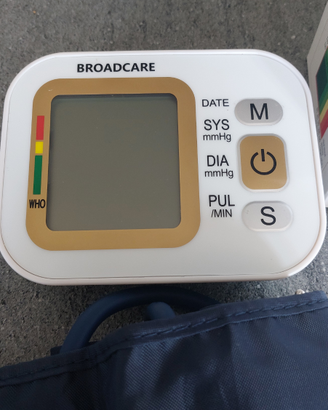 BROADCARE
DATE
M
SYS
mmHg
DIA
mmHg
WHO
PUL
/MIN
S